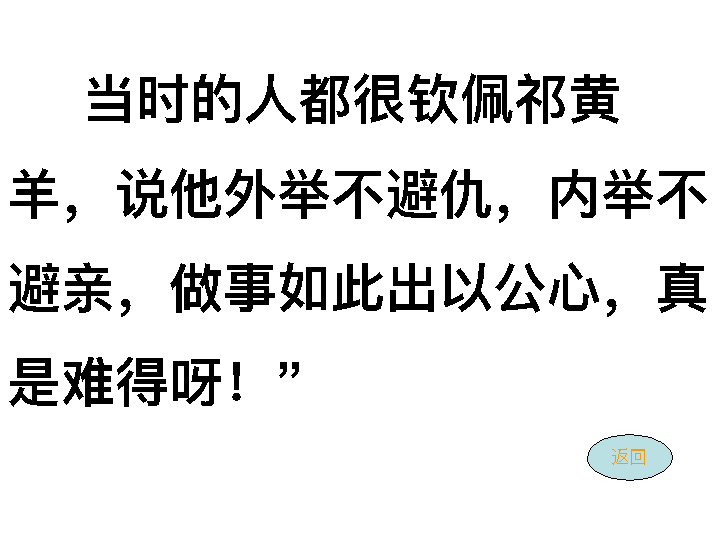 当时的人都很钦佩祁黄
羊，说他外举不避仇，内举不
避亲，做事如此出以公心，真
是难得呀！”
返回